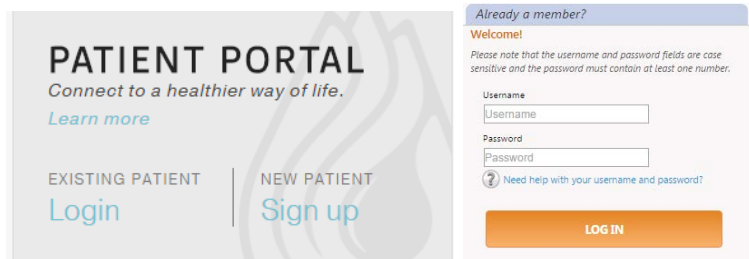 PATIENT PORTAL
Connect to a healthier way of life.
Learn more
EXISTING PATIENT
Login
NEW PATIENT
Sign up
Already a member?
Welcome!
Please note that the username and password fields are case
sensitive and the password must contain at least one number.
Username
Username
Password
Password
? Need help with your username and password?
LOG IN